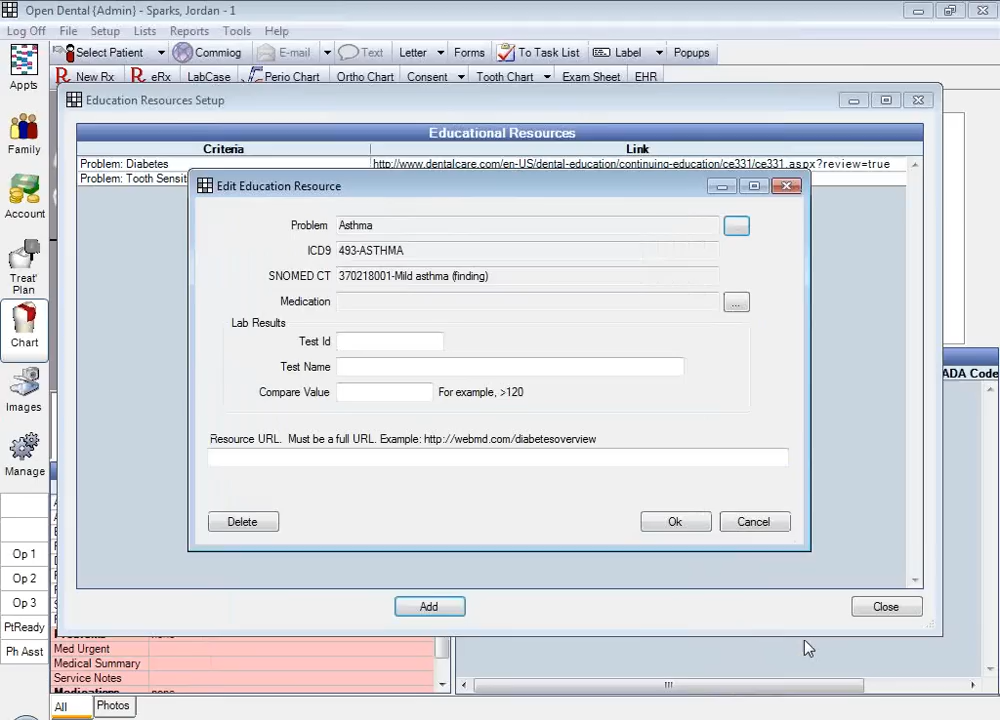 Open Dental {Admin} - Sparks, Jordan - 1
Log Off File Setup Lists Reports Tools Help
Select Patient Commlog E-mail Text Letter Forms To Task List Label Popups
New Rx eRx LabCase Perio Chart Ortho Chart Consent Tooth Chart Exam Sheet EHR
Appts
Family
Account
Treat'
Plan
Chart
Images
Manage
Op 1
Op 2
Op 3
PtReady
Ph Asst
Education Resources Setup
Educational Resources
Criteria Link
Problem: Diabetes http://www.dentalcare.com/en-US/dental-education/continuing-education/ce331/ce331.aspx?review=true
Problem: Tooth Sensit
Edit Education Resource
Problem Asthma
ICD9 493-ASTHMA
SNOMED CT 370218001-Mild asthma (finding)
Medication ...
Lab Results
Test Id
Test Name
Compare Value For example, >120
Resource URL. Must be a full URL. Example: http://webmd.com/diabetesoverview
Delete Ok Cancel
Add Close
ADA Code
Problems none
Med Urgent
Medical Summary
Service Notes
Medications none
All Photos